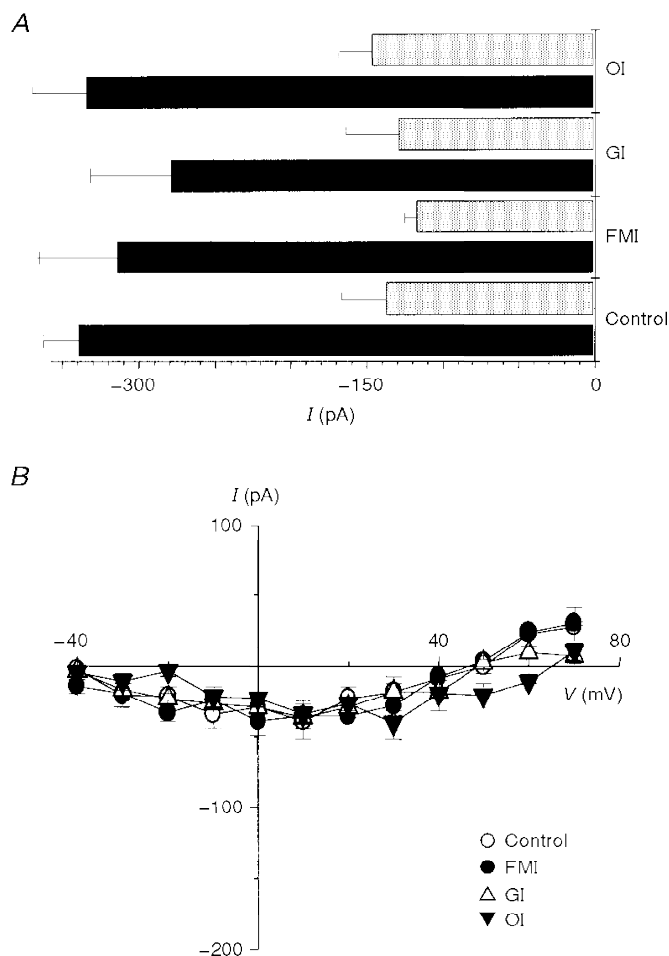 A
OI
GI
FMI
Control
−300 −150 0
I (pA)
B
I (pA)
100
−40 40 80
V (mV)
−100
Control
FMI
GI
OI
−200